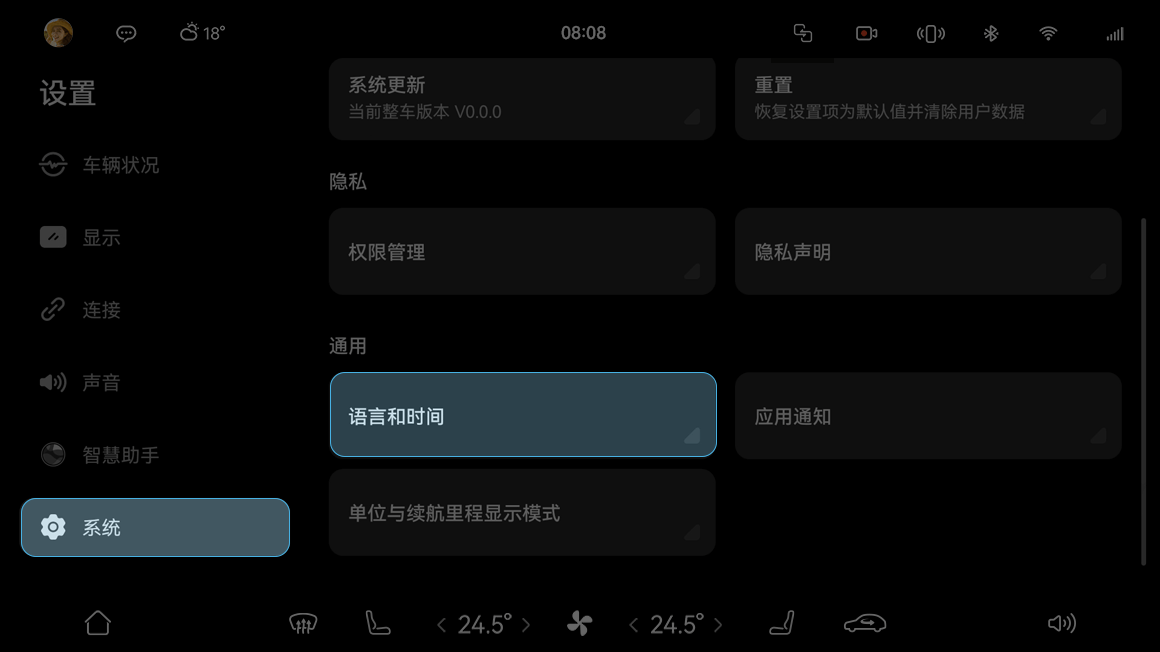 18°
08:08
设置
车辆状况
显示
连接
声音
智慧助手
系统
系统更新
当前整车版本 V0.0.0
重置
恢复设置项为默认值并清除用户数据
隐私
权限管理
隐私声明
通用
语言和时间
应用通知
单位与续航里程显示模式
24.5°
24.5°